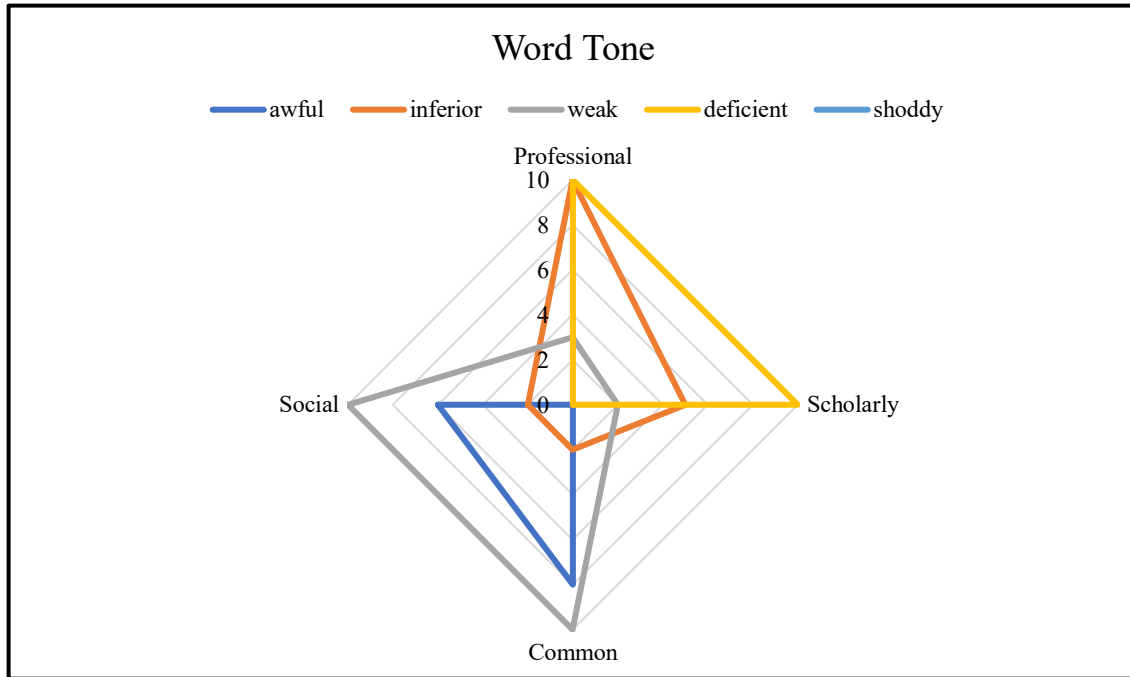 Word Tone
awful inferior weak deficient shoddy
Professional
10
8
6
4
2
0
Social
Scholarly
Common